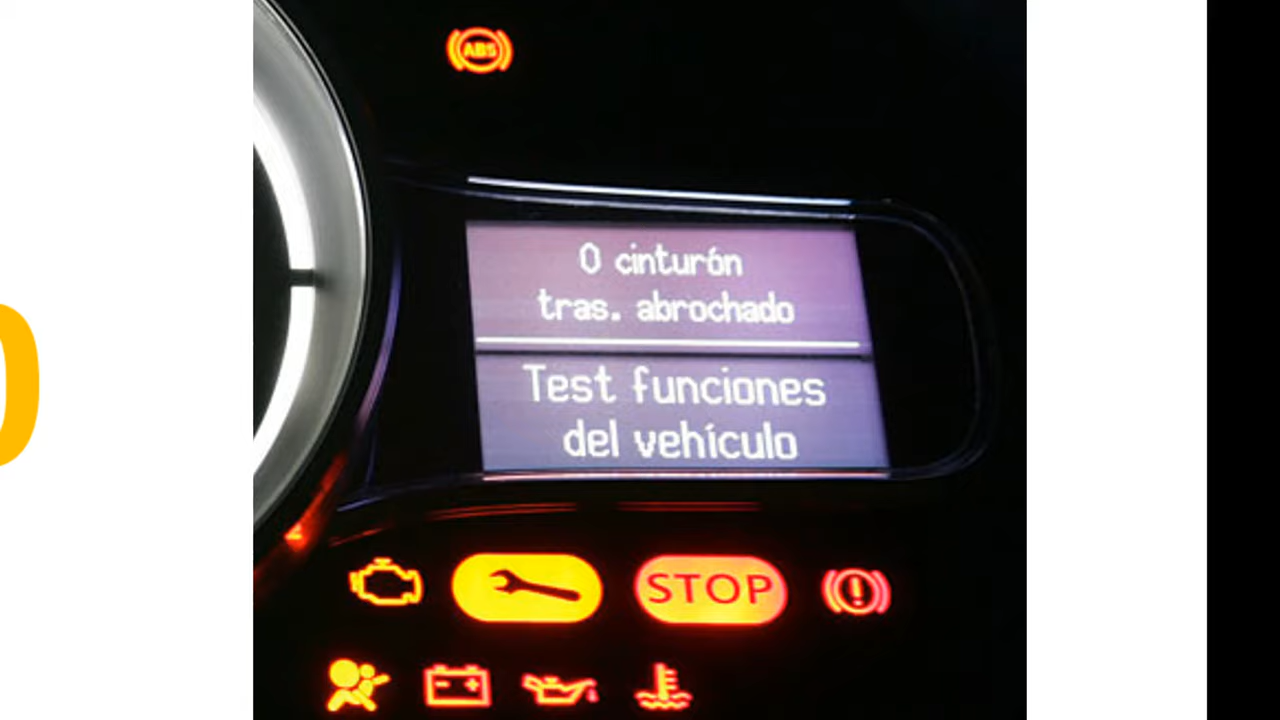 ABS
0 cinturón
tras. abrochado
Test funciones
del vehículo
STOP